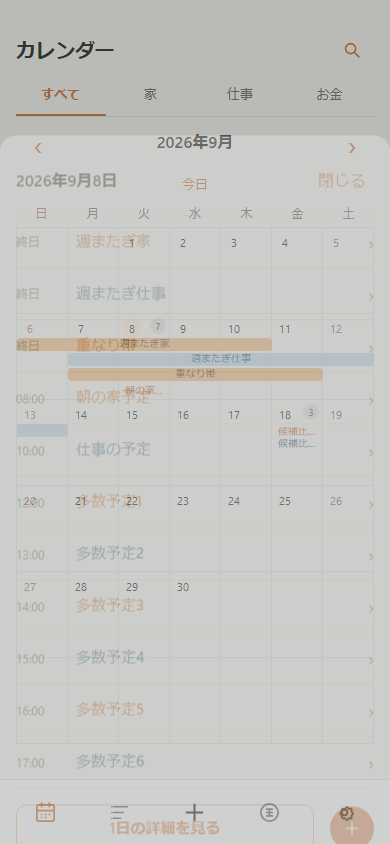 カレンダー
すべて 家 仕事 お金
2026年9月
2026年9月8日 今日 閉じる
日 月 火 水 木 金 土
終日 週またぎ家
1 2 3 4 5
終日 週またぎ仕事
6 7 8 7 9 10 11 12
終日 重なり帯
週またぎ家
週またぎ仕事
重なり帯
08:00 朝の家予定
朝の家...
13 14 15 16 17 18 3 19
候補比...
候補比...
10:00 仕事の予定
12:00 多数予定1
20 21 22 23 24 25 26
13:00 多数予定2
27 28 29 30
14:00 多数予定3
15:00 多数予定4
16:00 多数予定5
17:00 多数予定6
1日の詳細を見る